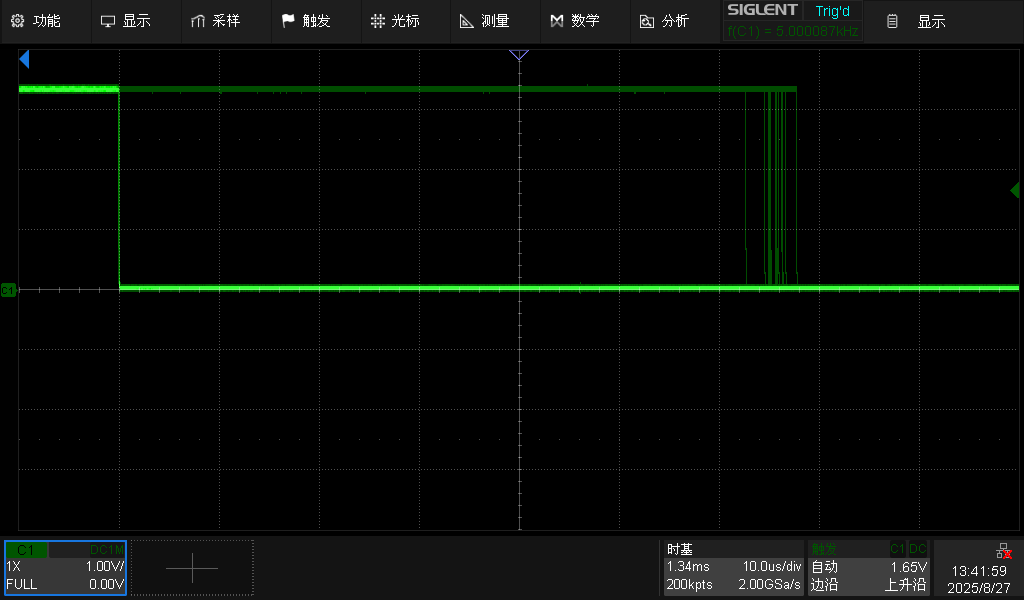 功能 显示 采样 触发 光标 测量 数学 分析 SIGLENT Trig'd 显示
f(C1) = 5.000087kHz
C1
C1 DC1M
1X 1.00V/
FULL 0.00V
时基
1.34ms 10.0us/div
200kpts 2.00GSa/s
触发 C1 DC
自动 1.65V
边沿 上升沿
13:41:59
2025/8/27